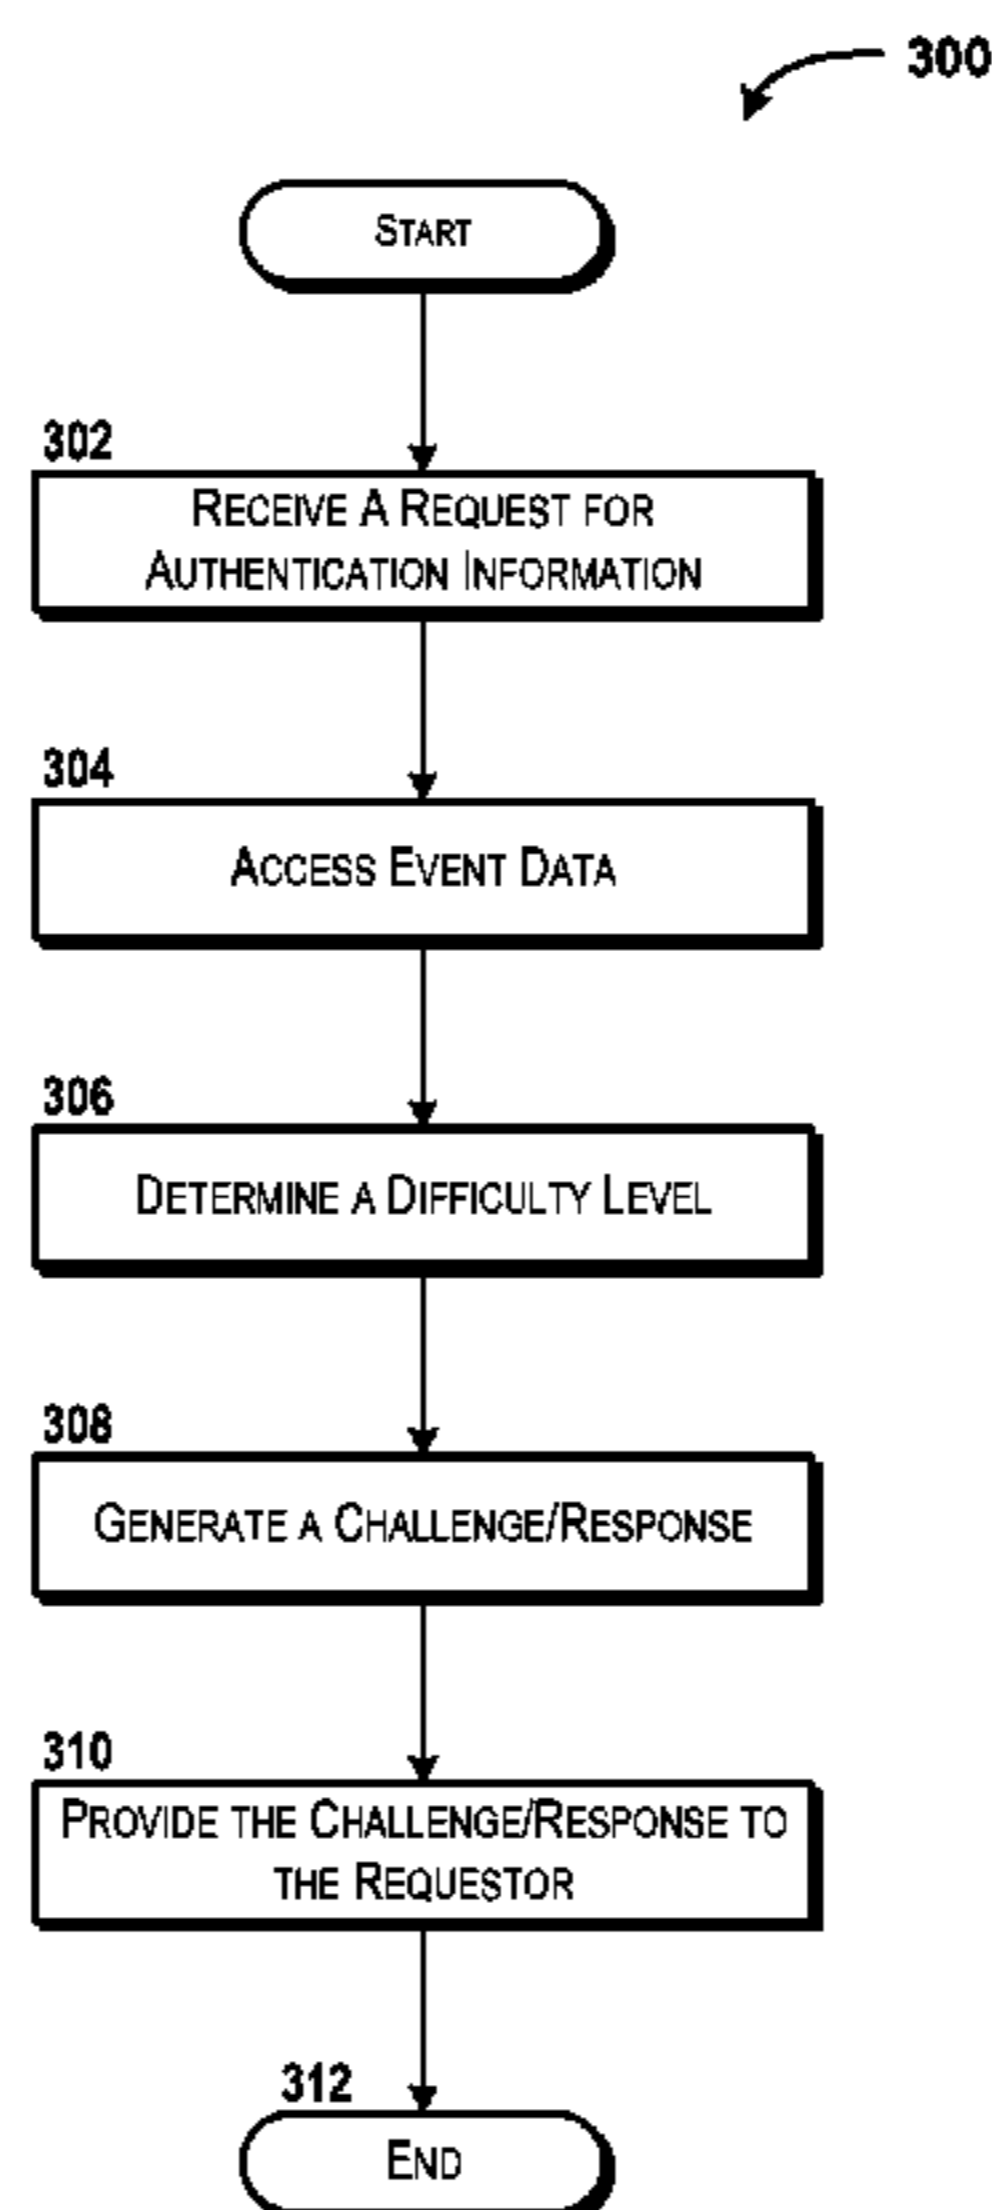 300
START
302
RECEIVE A REQUEST FOR
AUTHENTICATION INFORMATION
304
ACCESS EVENT DATA
306
DETERMINE A DIFFICULTY LEVEL
308
GENERATE A CHALLENGE/RESPONSE
310
PROVIDE THE CHALLENGE/RESPONSE TO
THE REQUESTOR
312
END